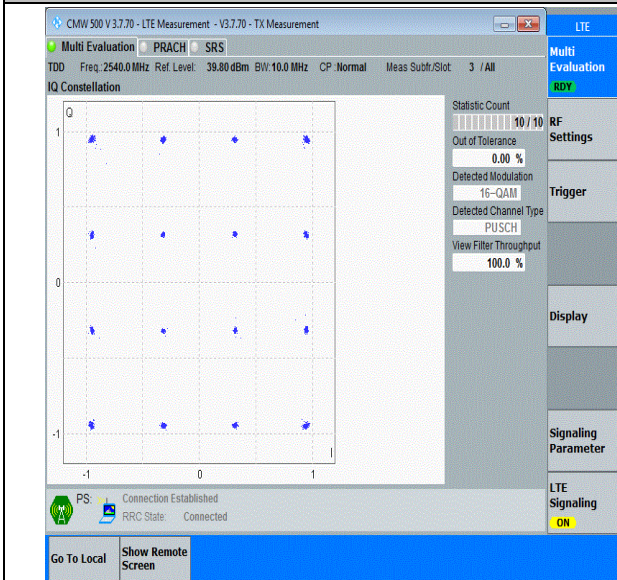 CMW 500 V 3.7.70 - LTE Measurement - V3.7.70 - TX Measurement
LTE
Multi Evaluation PRACH SRS
Multi
Evaluation
RDY
TDD Freq.:2540.0 MHz Ref. Level: 39.80 dBm BW:10.0 MHz CP :Normal Meas Subfr./Slot: 3 / All
IQ Constellation
Statistic Count
10 / 10
Out of Tolerance
0.00 %
Detected Modulation
16-QAM
Detected Channel Type
PUSCH
View Filter Throughput
100.0 %
RF
Settings
Trigger
Display
Signaling
Parameter
LTE
Signaling
ON
Q
1
0
-1
I
-1 0 1
PS: Connection Established
RRC State: Connected
Go To Local
Show Remote
Screen